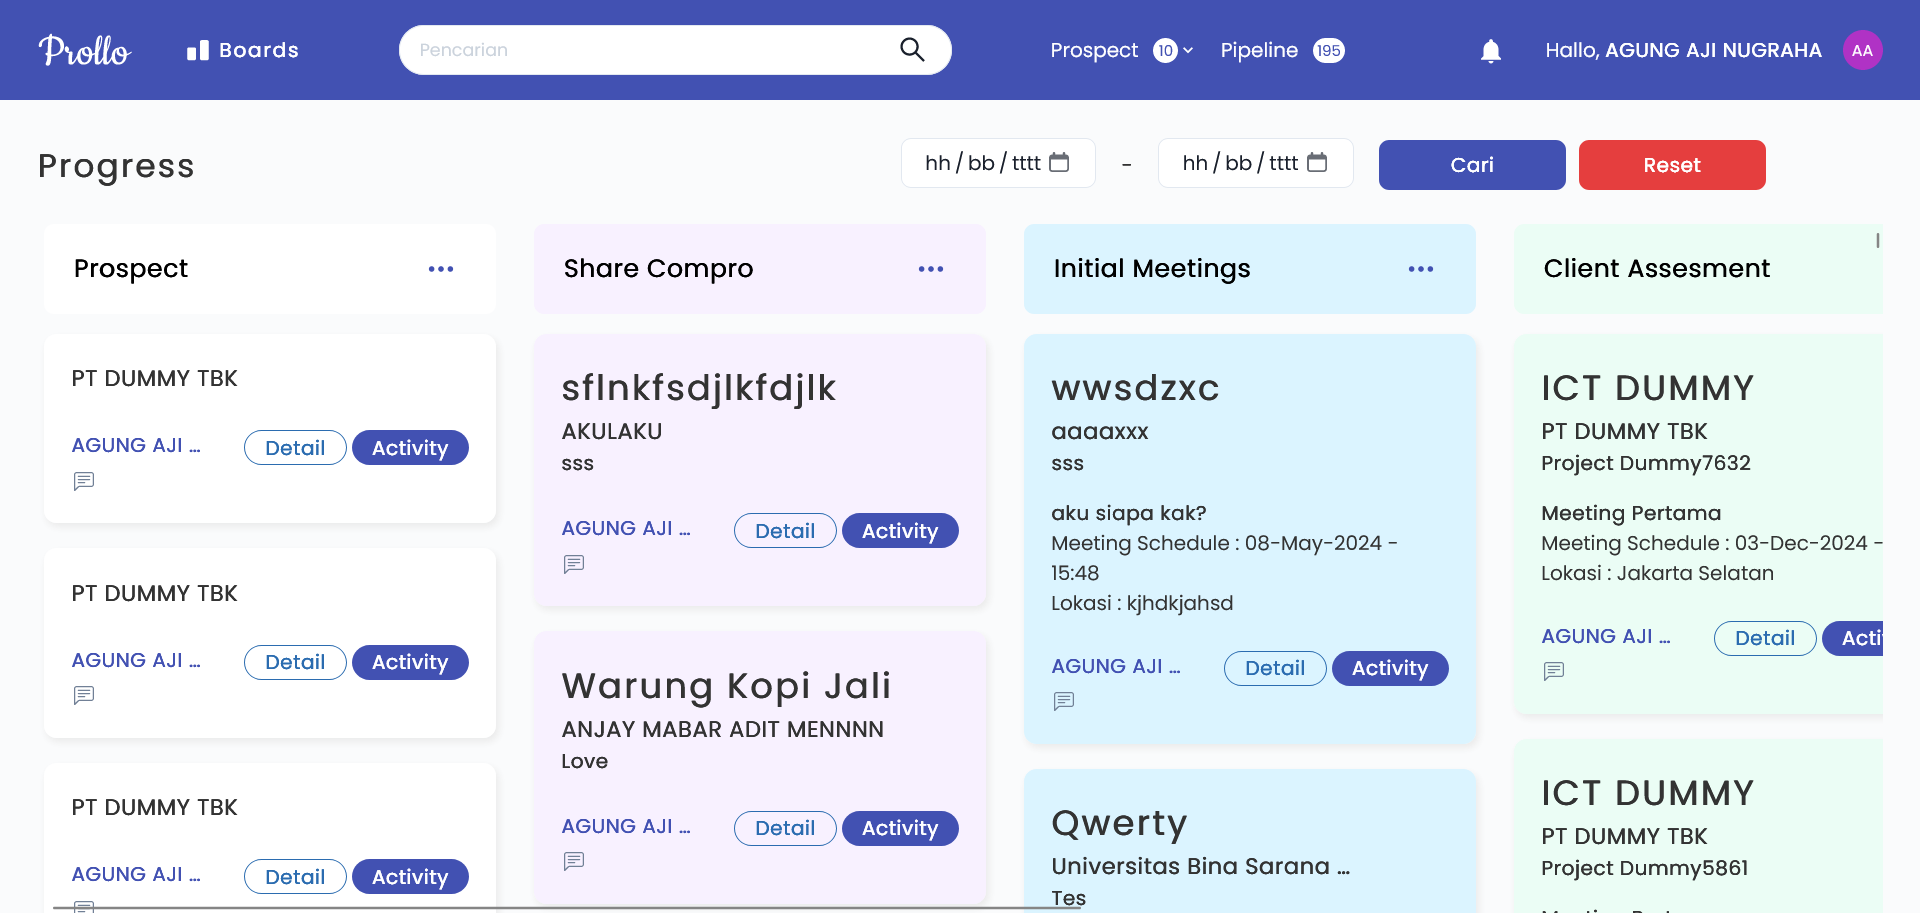 Prollo
Boards
Pencarian
Prospect 10
Pipeline 195
Hallo, AGUNG AJI NUGRAHA
AA
Progress
hh / bb / tttt
-
hh / bb / tttt
Cari
Reset
Prospect
PT DUMMY TBK
AGUNG AJI ...
Detail
Activity
PT DUMMY TBK
AGUNG AJI ...
Detail
Activity
PT DUMMY TBK
AGUNG AJI ...
Detail
Activity
Share Compro
sflnkfsdjlkfdjlk
AKULAKU
sss
AGUNG AJI ...
Detail
Activity
Warung Kopi Jali
ANJAY MABAR ADIT MENNNN
Love
AGUNG AJI ...
Detail
Activity
Initial Meetings
wwsdzxc
aaaaxxx
sss
aku siapa kak?
Meeting Schedule : 08-May-2024 -
15:48
Lokasi : kjhdkjahsd
AGUNG AJI ...
Detail
Activity
Qwerty
Universitas Bina Sarana ...
Tes
Client Assesment
ICT DUMMY
PT DUMMY TBK
Project Dummy7632
Meeting Pertama
Meeting Schedule : 03-Dec-2024 -
Lokasi : Jakarta Selatan
AGUNG AJI ...
Detail
Acti
ICT DUMMY
PT DUMMY TBK
Project Dummy5861